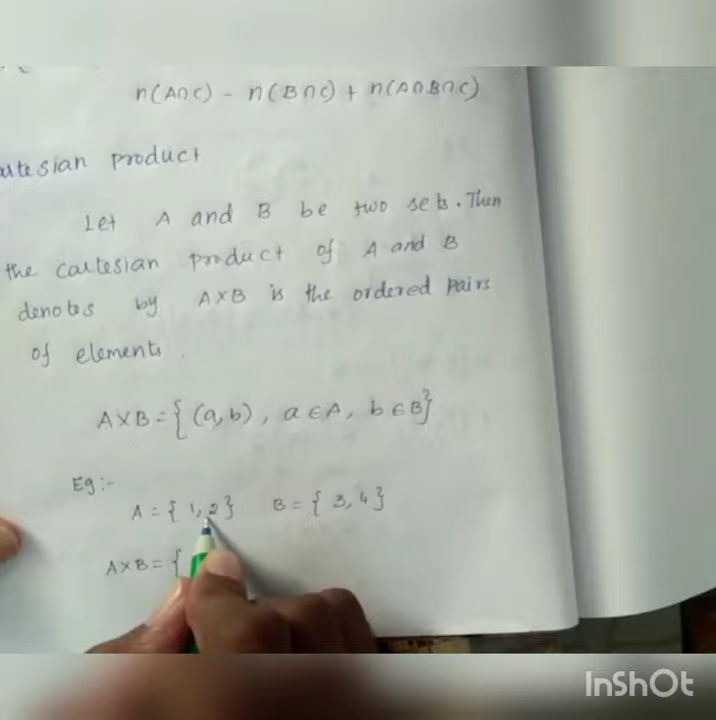 n(A∩C) - n(B∩C) + n(A∩B∩C)
product
Let A and B be two sets. Then
the cartesian product of A and B
denotes by A×B is the ordered pairs
of elements.
A×B = { (a,b), a∈A, b∈B}
Eg:-
A = { 1,2} B = { 3,4 }
A×B = {
InShOt